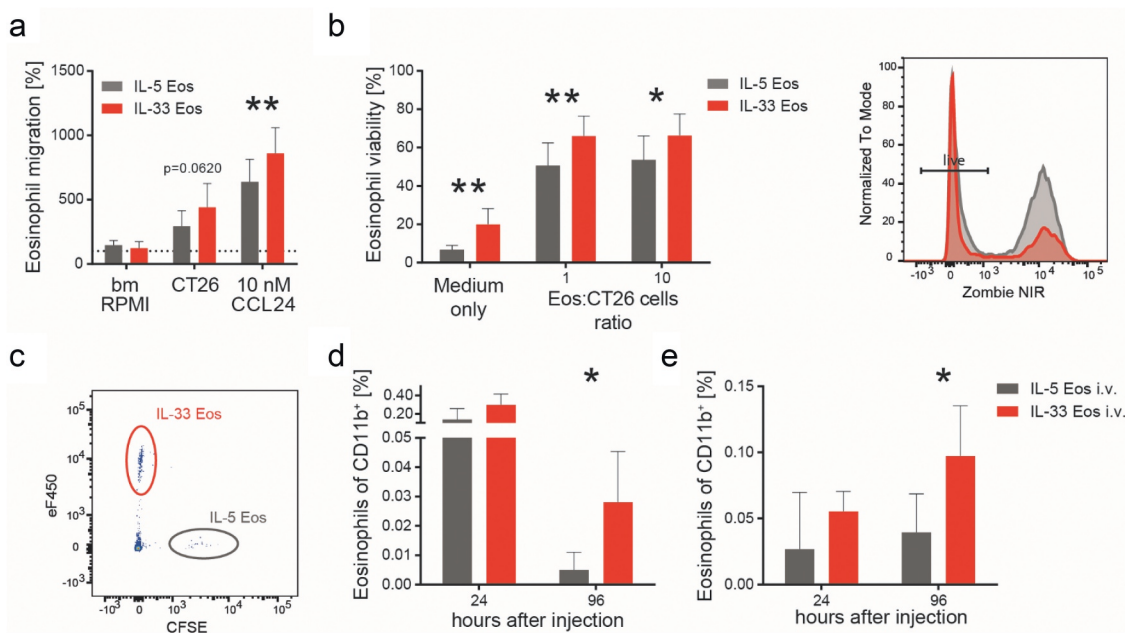 a
Eosinophil migration [%]
1500
1000
500
0
IL-5 Eos
IL-33 Eos
**
p=0.0620
bm
RPMI
CT26
10 nM
CCL24
b
Eosinophil viability [%]
100
80
60
40
20
0
IL-5 Eos
IL-33 Eos
**
**
*
Medium
only
1
10
Eos:CT26 cells
ratio
Normalized To Mode
100
80
60
40
20
0
live
-10³ 0 10³ 10⁴ 10⁵
Zombie NIR
c
eF450
10⁵
10⁴
10³
0
-10³
IL-33 Eos
IL-5 Eos
-10³ 0 10³ 10⁴ 10⁵
CFSE
d
Eosinophils of CD11b⁺ [%]
0.40
0.20
0.05
0.04
0.03
0.02
0.01
0.00
*
24
96
hours after injection
e
Eosinophils of CD11b⁺ [%]
0.15
0.10
0.05
0.00
*
IL-5 Eos i.v.
IL-33 Eos i.v.
24
96
hours after injection